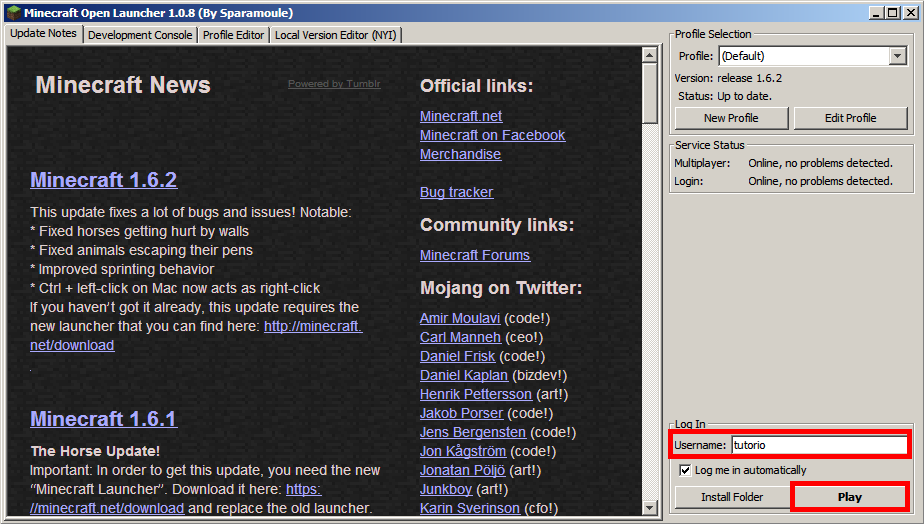 Minecraft Open Launcher 1.0.8 (By Sparamoule)
Update Notes Development Console Profile Editor Local Version Editor (NYI)
Minecraft News
Powered by Tumblr
Minecraft 1.6.2
This update fixes a lot of bugs and issues! Notable:
* Fixed horses getting hurt by walls
* Fixed animals escaping their pens
* Improved sprinting behavior
* Ctrl + left-click on Mac now acts as right-click
If you haven't got it already, this update requires the
new launcher that you can find here: http://minecraft.
net/download
.
Minecraft 1.6.1
The Horse Update!
Important: In order to get this update, you need the new
“Minecraft Launcher”. Download it here: https:
//minecraft.net/download and replace the old launcher.
Official links:
Minecraft.net
Minecraft on Facebook
Merchandise
Bug tracker
Community links:
Minecraft Forums
Mojang on Twitter:
Amir Moulavi (code!)
Carl Manneh (ceo!)
Daniel Frisk (code!)
Daniel Kaplan (bizdev!)
Henrik Pettersson (art!)
Jakob Porser (code!)
Jens Bergensten (code!)
Jon Kågström (code!)
Jonatan Pöljö (art!)
Junkboy (art!)
Karin Sverinson (cfo!)
Profile Selection
Profile: (Default)
Version: release 1.6.2
Status: Up to date.
New Profile Edit Profile
Service Status
Multiplayer: Online, no problems detected.
Login: Online, no problems detected.
Log In
Username: tutorio
Log me in automatically
Install Folder Play